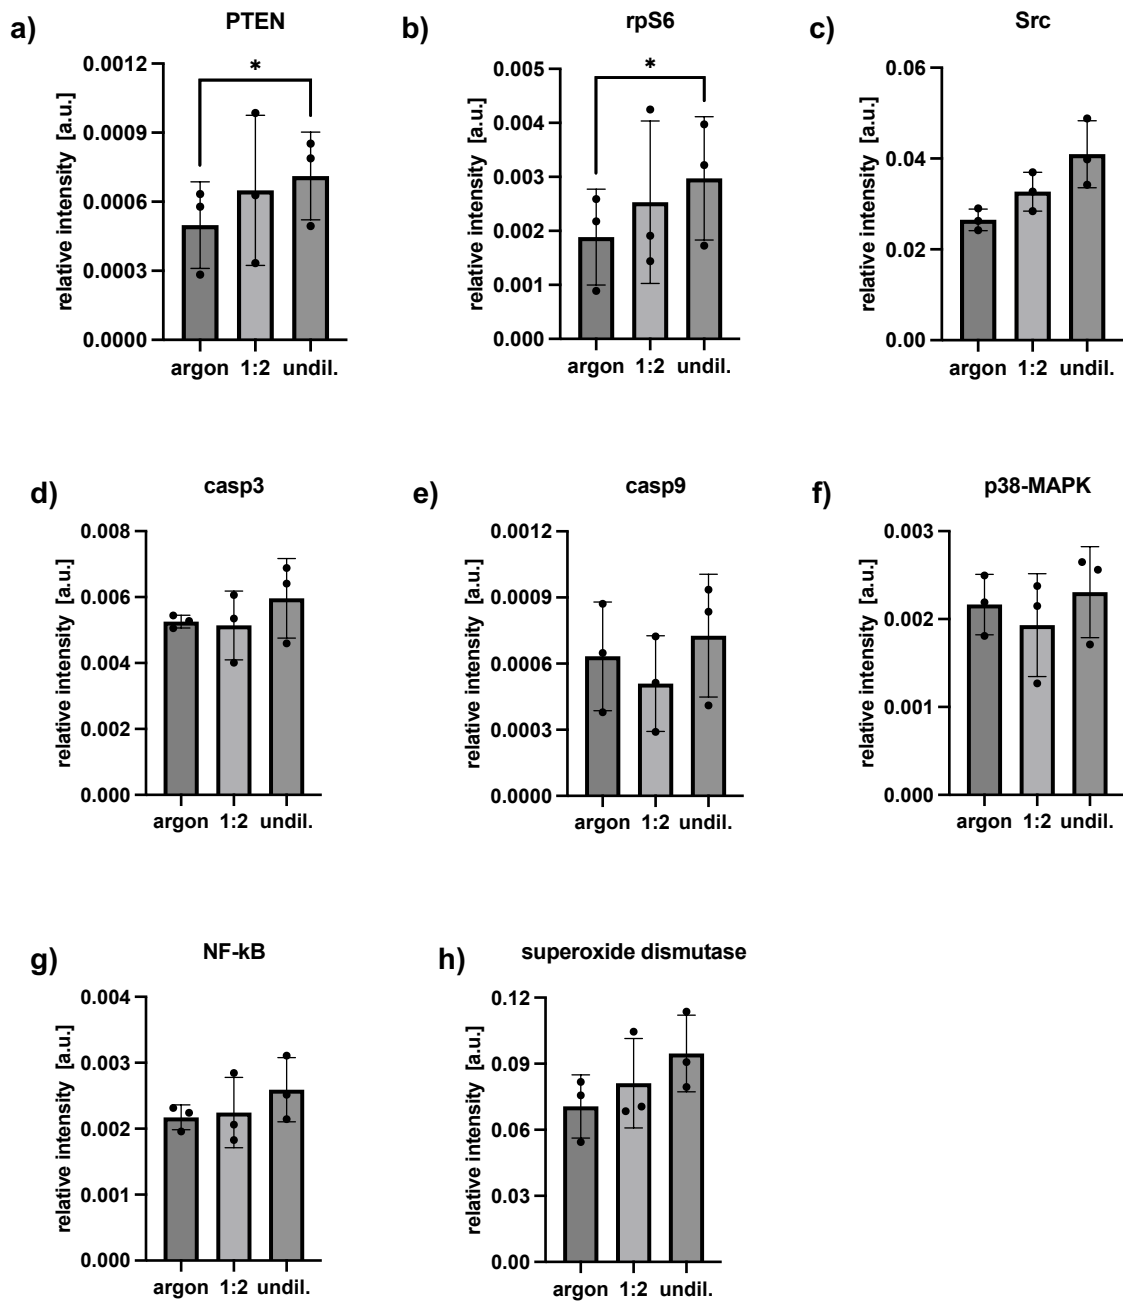 a)
PTEN
relative intensity [a.u.]
0.0012
0.0009
0.0006
0.0003
0.0000
*
argon 1:2 undil.
b)
rpS6
relative intensity [a.u.]
0.005
0.004
0.003
0.002
0.001
0.000
*
argon 1:2 undil.
c)
Src
relative intensity [a.u.]
0.06
0.04
0.02
0.00
argon 1:2 undil.
d)
casp3
relative intensity [a.u.]
0.008
0.006
0.004
0.002
0.000
argon 1:2 undil.
e)
casp9
relative intensity [a.u.]
0.0012
0.0009
0.0006
0.0003
0.0000
argon 1:2 undil.
f)
p38-MAPK
relative intensity [a.u.]
0.003
0.002
0.001
0.000
argon 1:2 undil.
g)
NF-kB
relative intensity [a.u.]
0.004
0.003
0.002
0.001
0.000
argon 1:2 undil.
h)
superoxide dismutase
relative intensity [a.u.]
0.12
0.09
0.06
0.03
0.00
argon 1:2 undil.